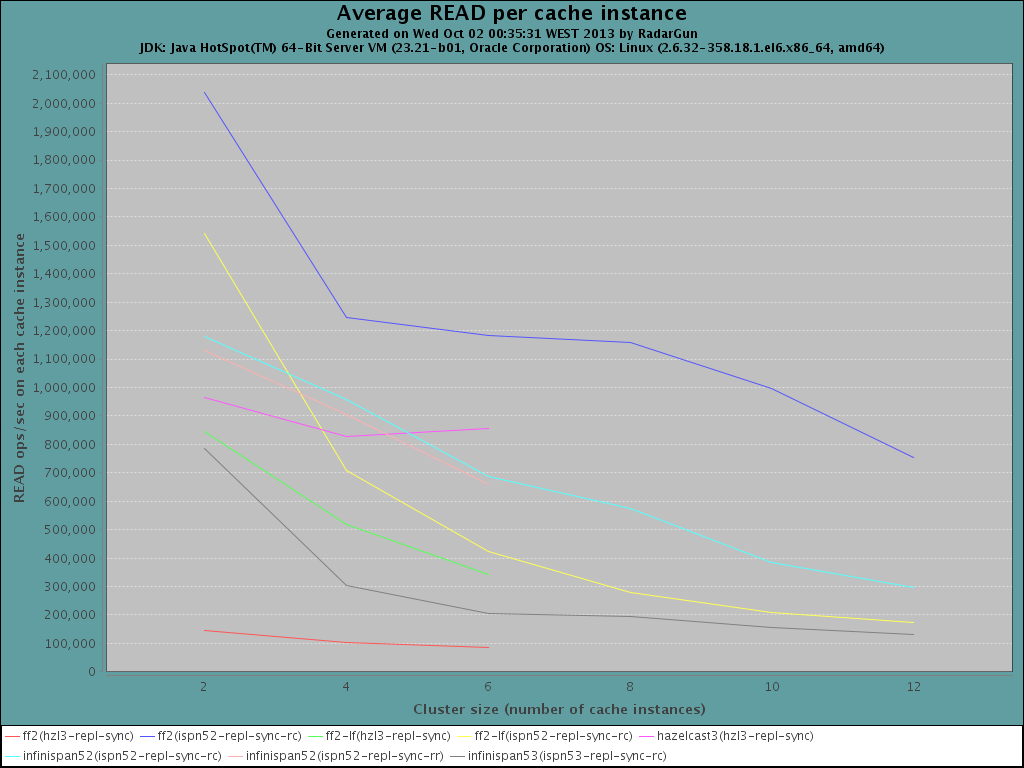 Average READ per cache instance
Generated on Wed Oct 02 00:35:31 WEST 2013 by RadarGun
JDK: Java HotSpot(TM) 64-Bit Server VM (23.21-b01, Oracle Corporation) OS: Linux (2.6.32-358.18.1.el6.x86_64, amd64)
READ ops/sec on each cache instance
2,100,000
2,000,000
1,900,000
1,800,000
1,700,000
1,600,000
1,500,000
1,400,000
1,300,000
1,200,000
1,100,000
1,000,000
900,000
800,000
700,000
600,000
500,000
400,000
300,000
200,000
100,000
0
2 4 6 8 10 12
Cluster size (number of cache instances)
ff2(hzl3-repl-sync) ff2(ispn52-repl-sync-rc) ff2-lf(hzl3-repl-sync) ff2-lf(ispn52-repl-sync-rc) hazelcast3(hzl3-repl-sync)
infinispan52(ispn52-repl-sync-rc) infinispan52(ispn52-repl-sync-rr) infinispan53(ispn53-repl-sync-rc)